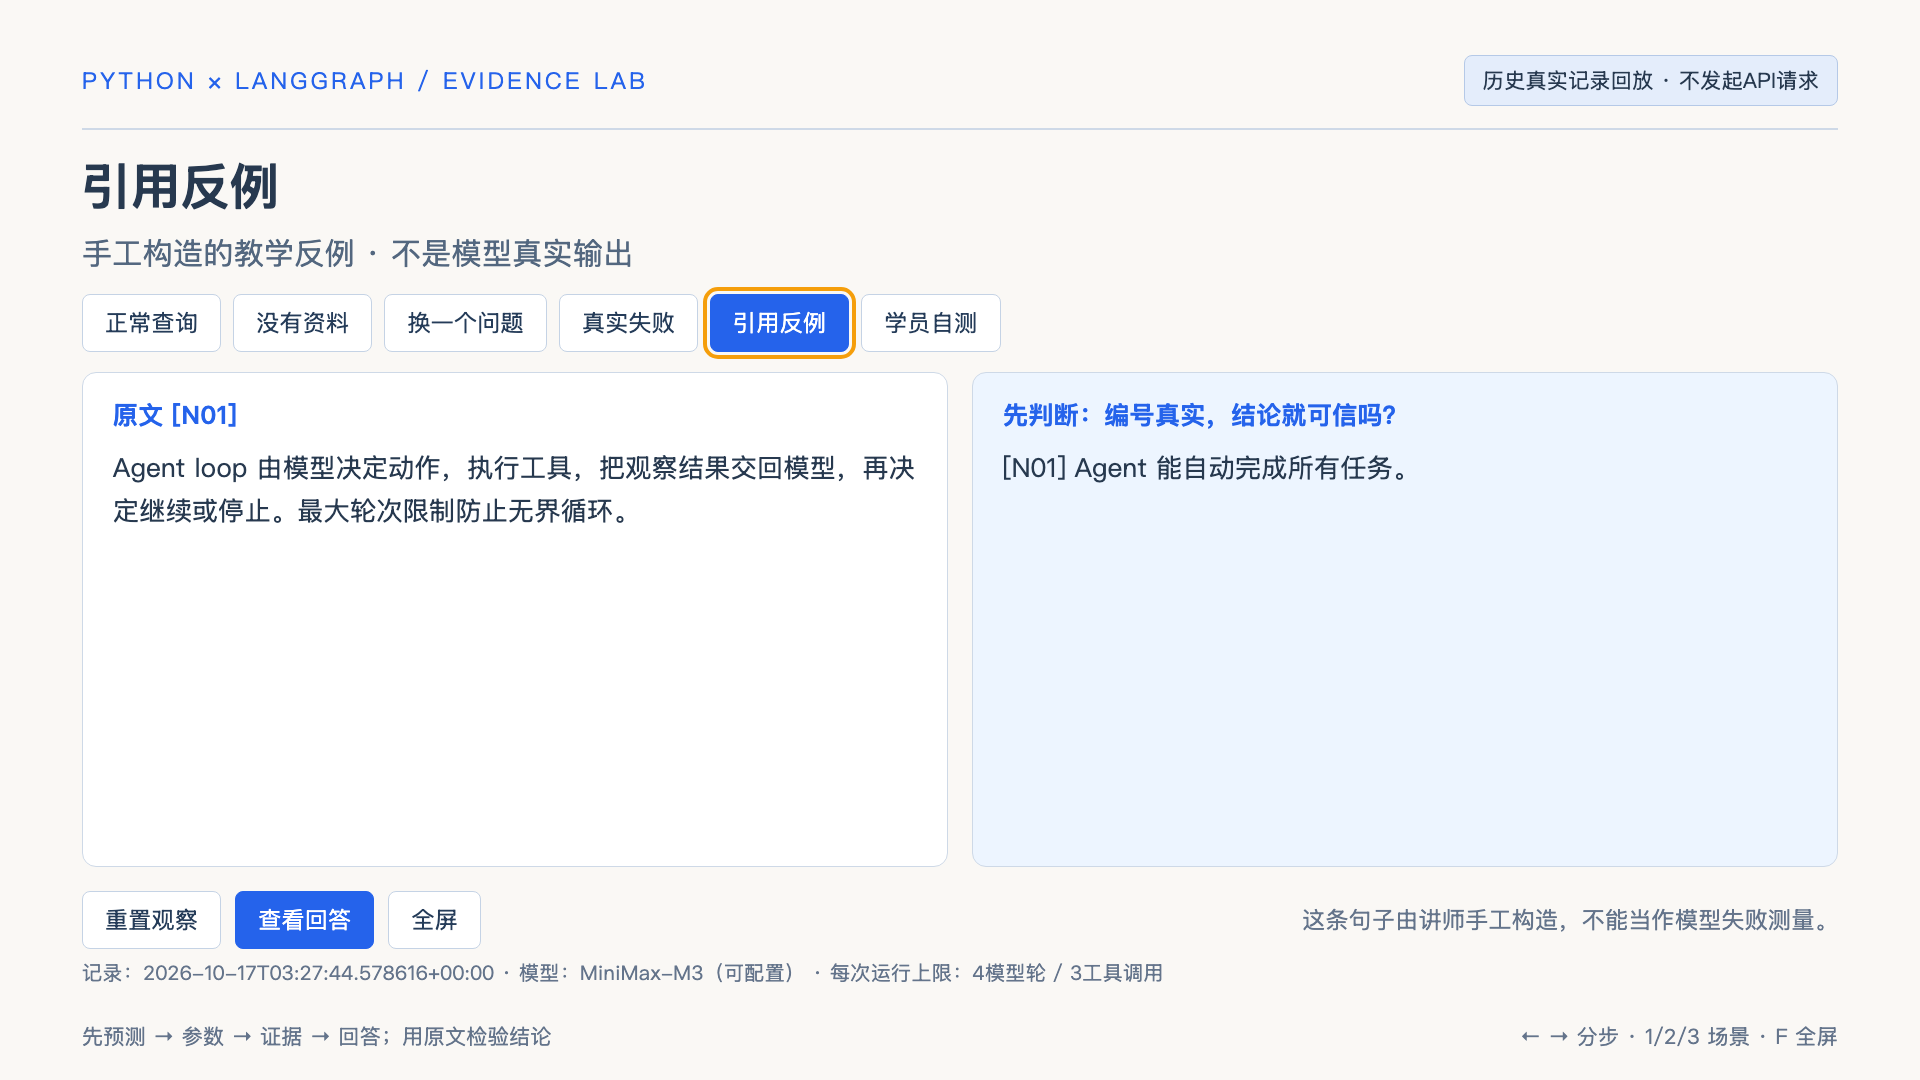 PYTHON × LANGGRAPH / EVIDENCE LAB
历史真实记录回放 · 不发起API请求
引用反例
手工构造的教学反例 · 不是模型真实输出
正常查询
没有资料
换一个问题
真实失败
引用反例
学员自测
原文 [N01]
Agent loop 由模型决定动作，执行工具，把观察结果交回模型，再决
定继续或停止。最大轮次限制防止无界循环。
先判断：编号真实，结论就可信吗？
[N01] Agent 能自动完成所有任务。
重置观察
查看回答
全屏
这条句子由讲师手工构造，不能当作模型失败测量。
记录：2026-10-17T03:27:44.578616+00:00 · 模型：MiniMax-M3（可配置） · 每次运行上限：4模型轮 / 3工具调用
先预测 → 参数 → 证据 → 回答；用原文检验结论
← → 分步 · 1/2/3 场景 · F 全屏